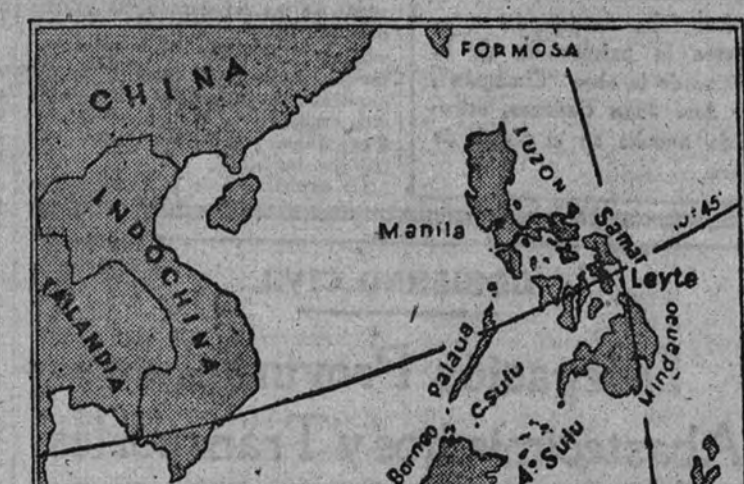 FORMOSA
CHINA
LUZON
Manila
Samar
10° 45'
Leyte
INDOCHINA
TAILANDIA
Palaua
C. Sulu
Mindanao
Borneo
A. Sulu